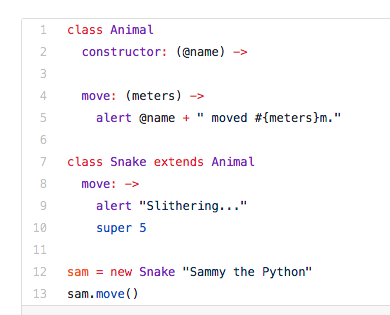 1 class Animal
2   constructor: (@name) ->
3
4   move: (meters) ->
5     alert @name + " moved #{meters}m."
6
7 class Snake extends Animal
8   move: ->
9     alert "Slithering..."
10     super 5
11
12 sam = new Snake "Sammy the Python"
13 sam.move()